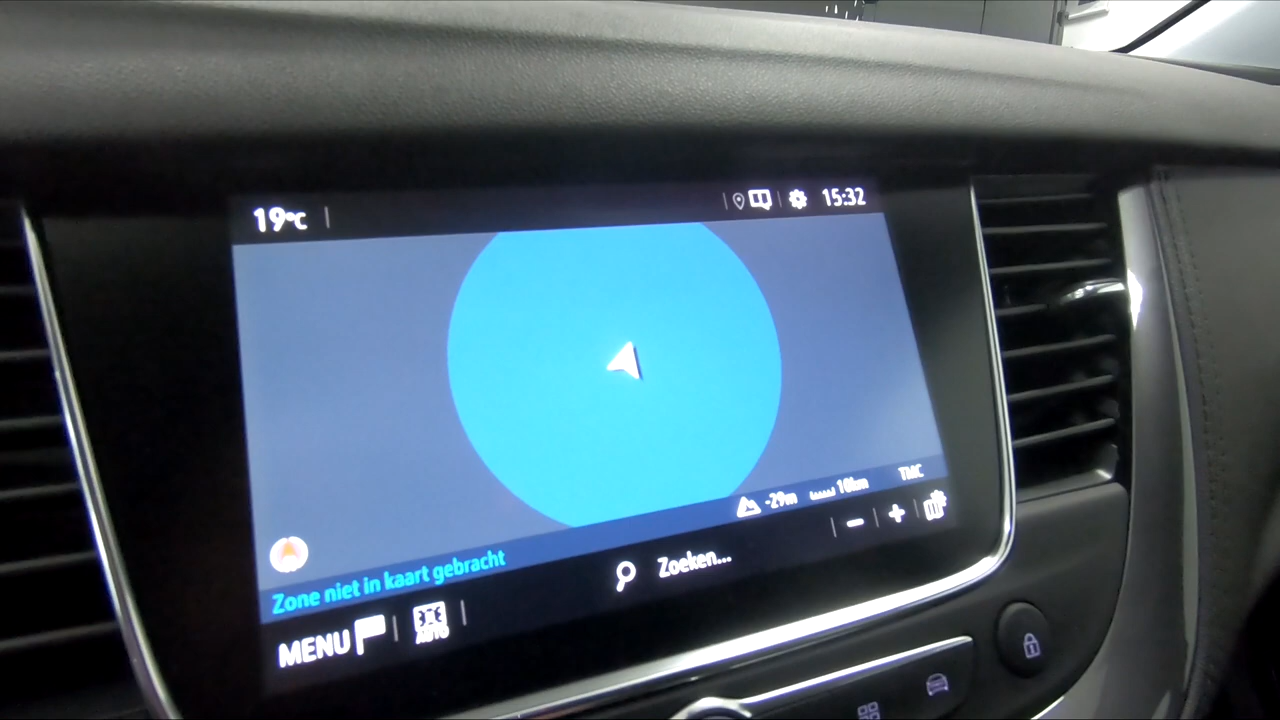 19°C
15:32
-29m 10km TMC
Zone niet in kaart gebracht
Zoeken...
MENU AUTO